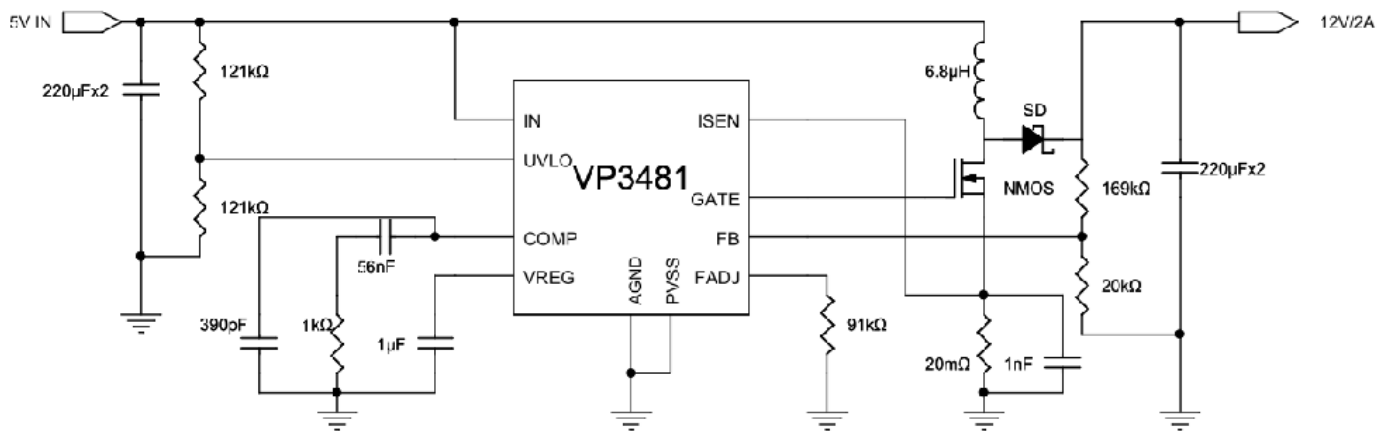 5V IN
12V/2A
121kΩ
6.8μH
220μFx2
SD
IN
ISEN
UVLO
VP3481
220μFx2
169kΩ
NMOS
121kΩ
GATE
COMP
FB
56nF
VREG
AGND
PVSS
FADJ
20kΩ
390pF
1kΩ
1μF
91kΩ
20mΩ
1nF